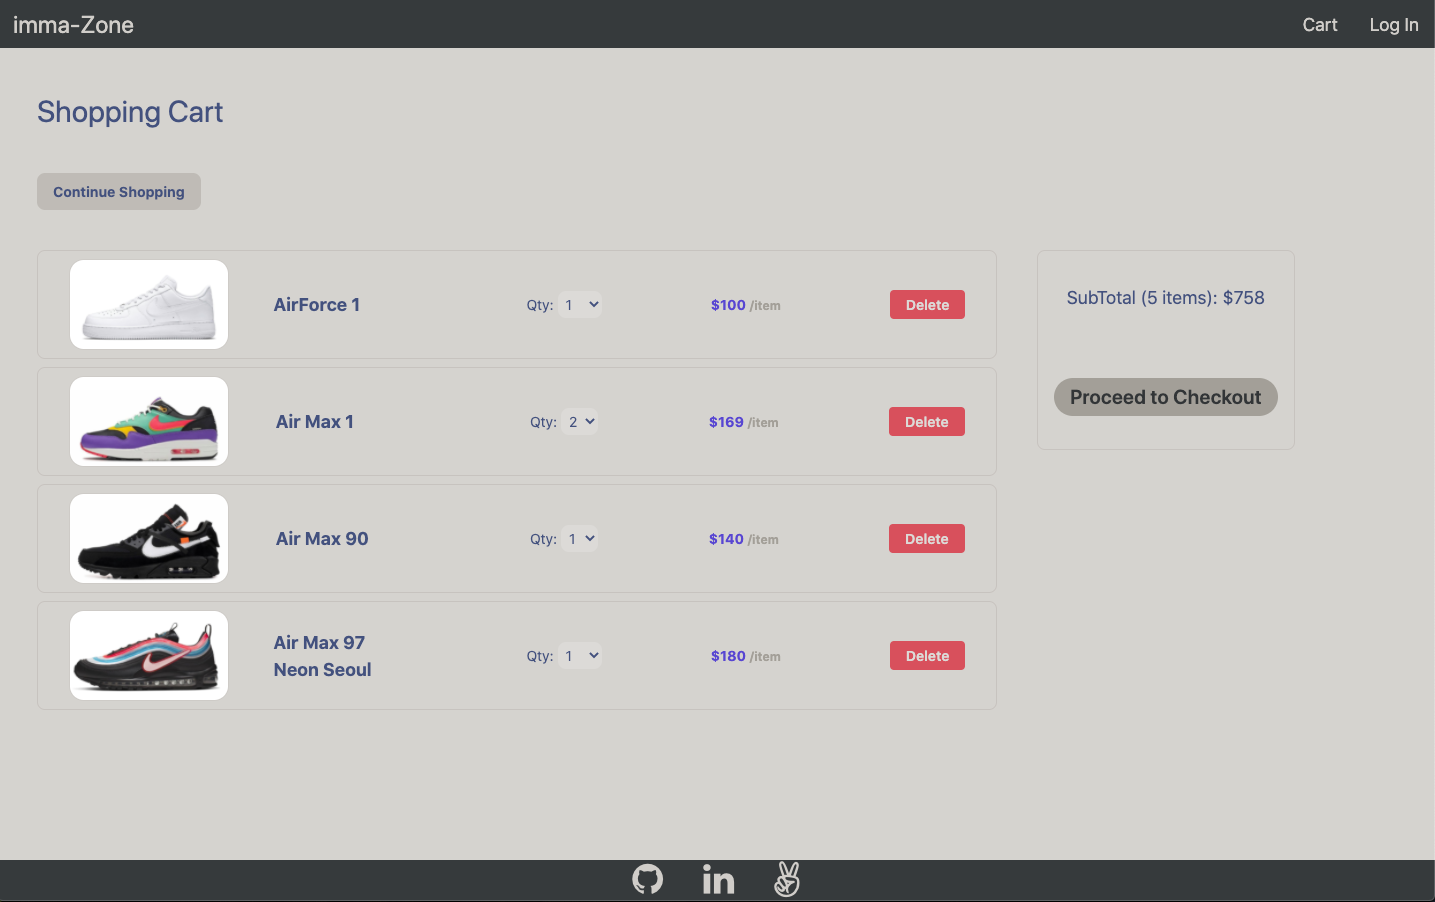 imma-Zone
Cart
Log In
Shopping Cart
Continue Shopping
AirForce 1
Qty: 1
$100 /item
Delete
Air Max 1
Qty: 2
$169 /item
Delete
Air Max 90
Qty: 1
$140 /item
Delete
Air Max 97
Neon Seoul
Qty: 1
$180 /item
Delete
SubTotal (5 items): $758
Proceed to Checkout
in